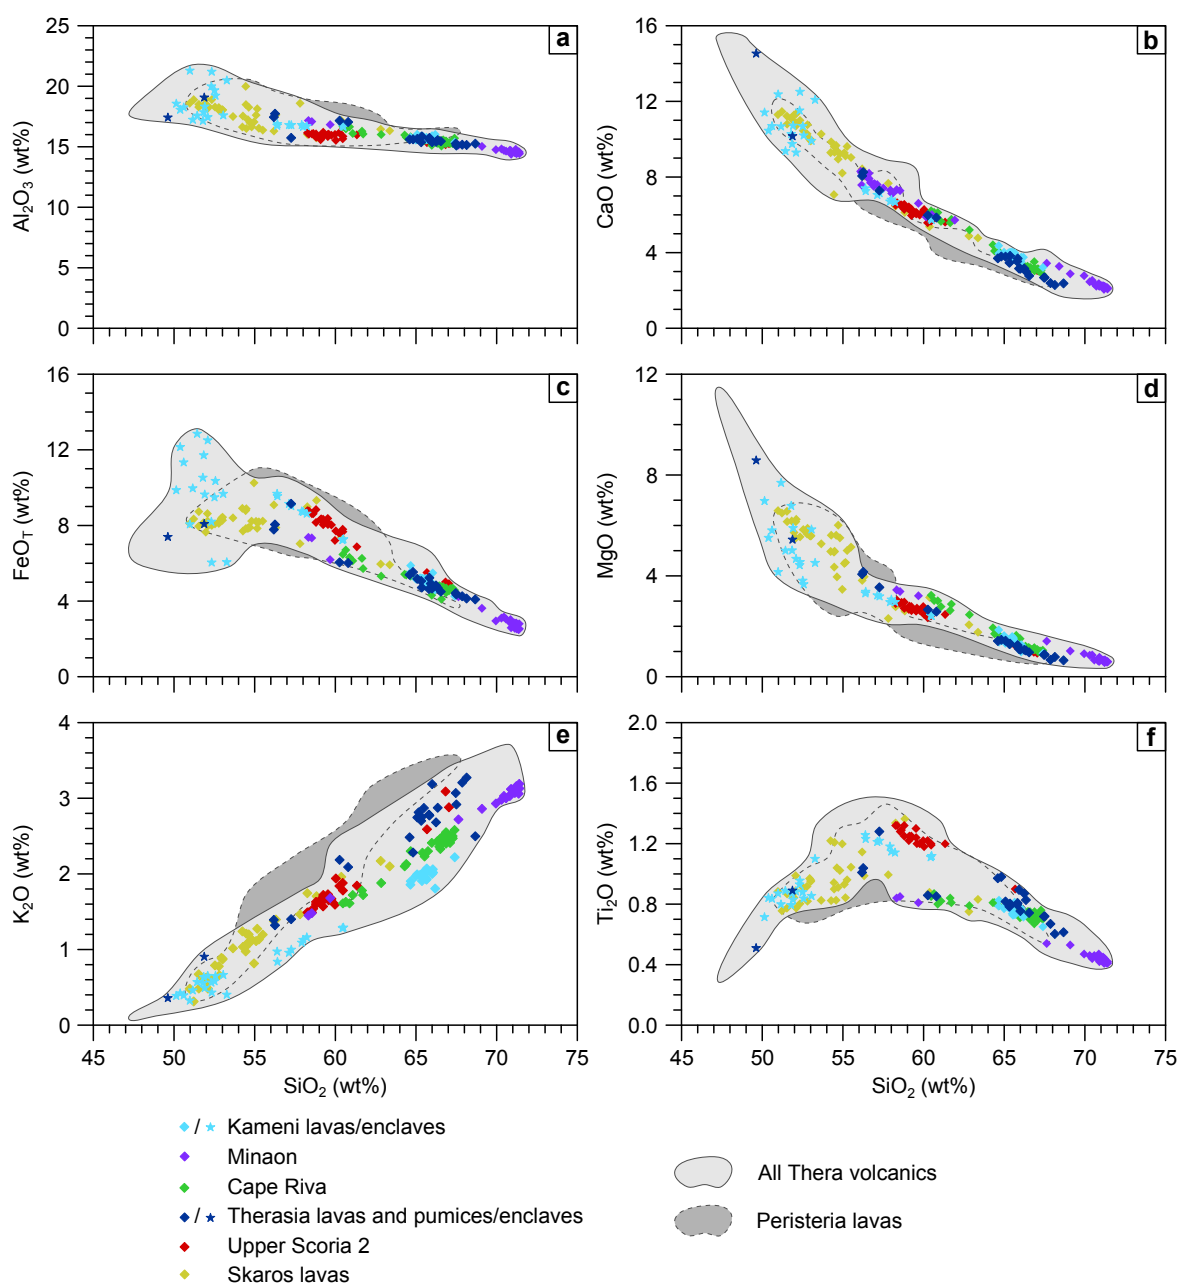 25
20
15
10
5
0
Al₂O₃ (wt%)
a
16
12
8
4
0
CaO (wt%)
b
16
12
8
4
0
FeO_T (wt%)
c
12
8
4
0
MgO (wt%)
d
4
3
2
1
0
K₂O (wt%)
e
45 50 55 60 65 70 75
SiO₂ (wt%)
2.0
1.6
1.2
0.8
0.4
0.0
Ti₂O (wt%)
f
45 50 55 60 65 70 75
SiO₂ (wt%)
/ Kameni lavas/enclaves
Minaon
Cape Riva
/ Therasia lavas and pumices/enclaves
Upper Scoria 2
Skaros lavas
All Thera volcanics
Peristeria lavas